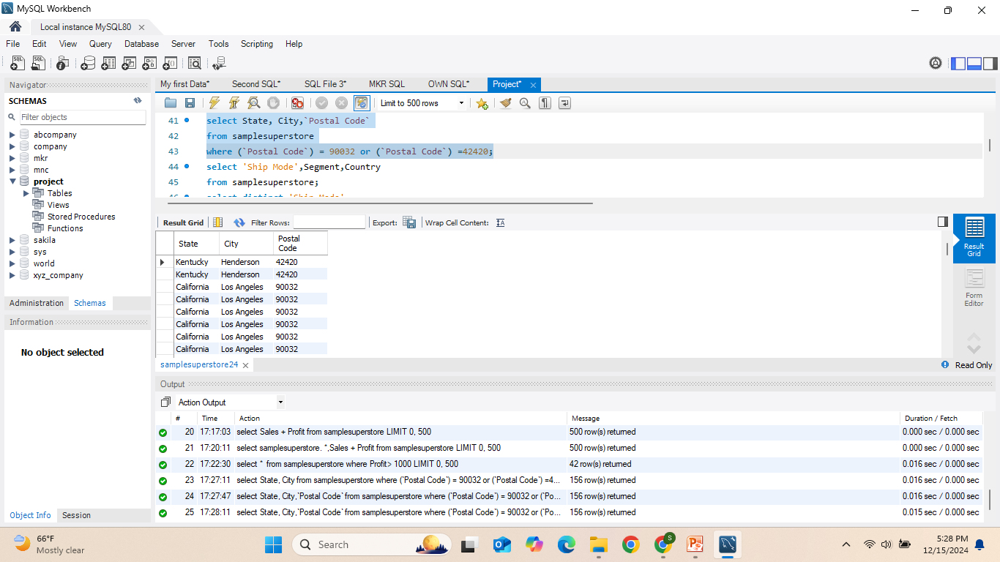 MySQL Workbench
Local instance MySQL80
File Edit View Query Database Server Tools Scripting Help
Navigator
SCHEMAS
Filter objects
abcompany
company
mkr
mnc
project
Tables
Views
Stored Procedures
Functions
sakila
sys
world
xyz_company
Administration Schemas
Information
No object selected
Object Info Session
My first Data* Second SQL* SQL File 3* MKR SQL OWN SQL* Project*
Limit to 500 rows
41 select State, City,`Postal Code`
42 from samplesuperstore
43 where (`Postal Code`) = 90032 or (`Postal Code`) =42420;
44 select 'Ship Mode',Segment,Country
45 from samplesuperstore;
46 select distinct 'Ship Mode'
Result Grid Filter Rows: Export: Wrap Cell Content:
State City Postal Code
Kentucky Henderson 42420
Kentucky Henderson 42420
California Los Angeles 90032
California Los Angeles 90032
California Los Angeles 90032
California Los Angeles 90032
California Los Angeles 90032
California Los Angeles 90032
Result
Grid
Form
Editor
samplesuperstore24 Read Only
Output
Action Output
# Time Action Message Duration / Fetch
20 17:17:03 select Sales + Profit from samplesuperstore LIMIT 0, 500 500 row(s) returned 0.000 sec / 0.000 sec
21 17:20:11 select samplesuperstore. *,Sales + Profit from samplesuperstore LIMIT 0, 500 500 row(s) returned 0.000 sec / 0.000 sec
22 17:22:30 select * from samplesuperstore where Profit> 1000 LIMIT 0, 500 42 row(s) returned 0.016 sec / 0.000 sec
23 17:27:11 select State, City from samplesuperstore where (`Postal Code`) = 90032 or (`Postal Code`) =4... 156 row(s) returned 0.016 sec / 0.000 sec
24 17:27:47 select State, City,`Postal Code` from samplesuperstore where (`Postal Code`) = 90032 or (`Po... 156 row(s) returned 0.016 sec / 0.000 sec
25 17:28:11 select State, City,`Postal Code` from samplesuperstore where (`Postal Code`) = 90032 or (`Po... 156 row(s) returned 0.015 sec / 0.000 sec
66°F
Mostly clear
Search
5:28 PM
12/15/2024